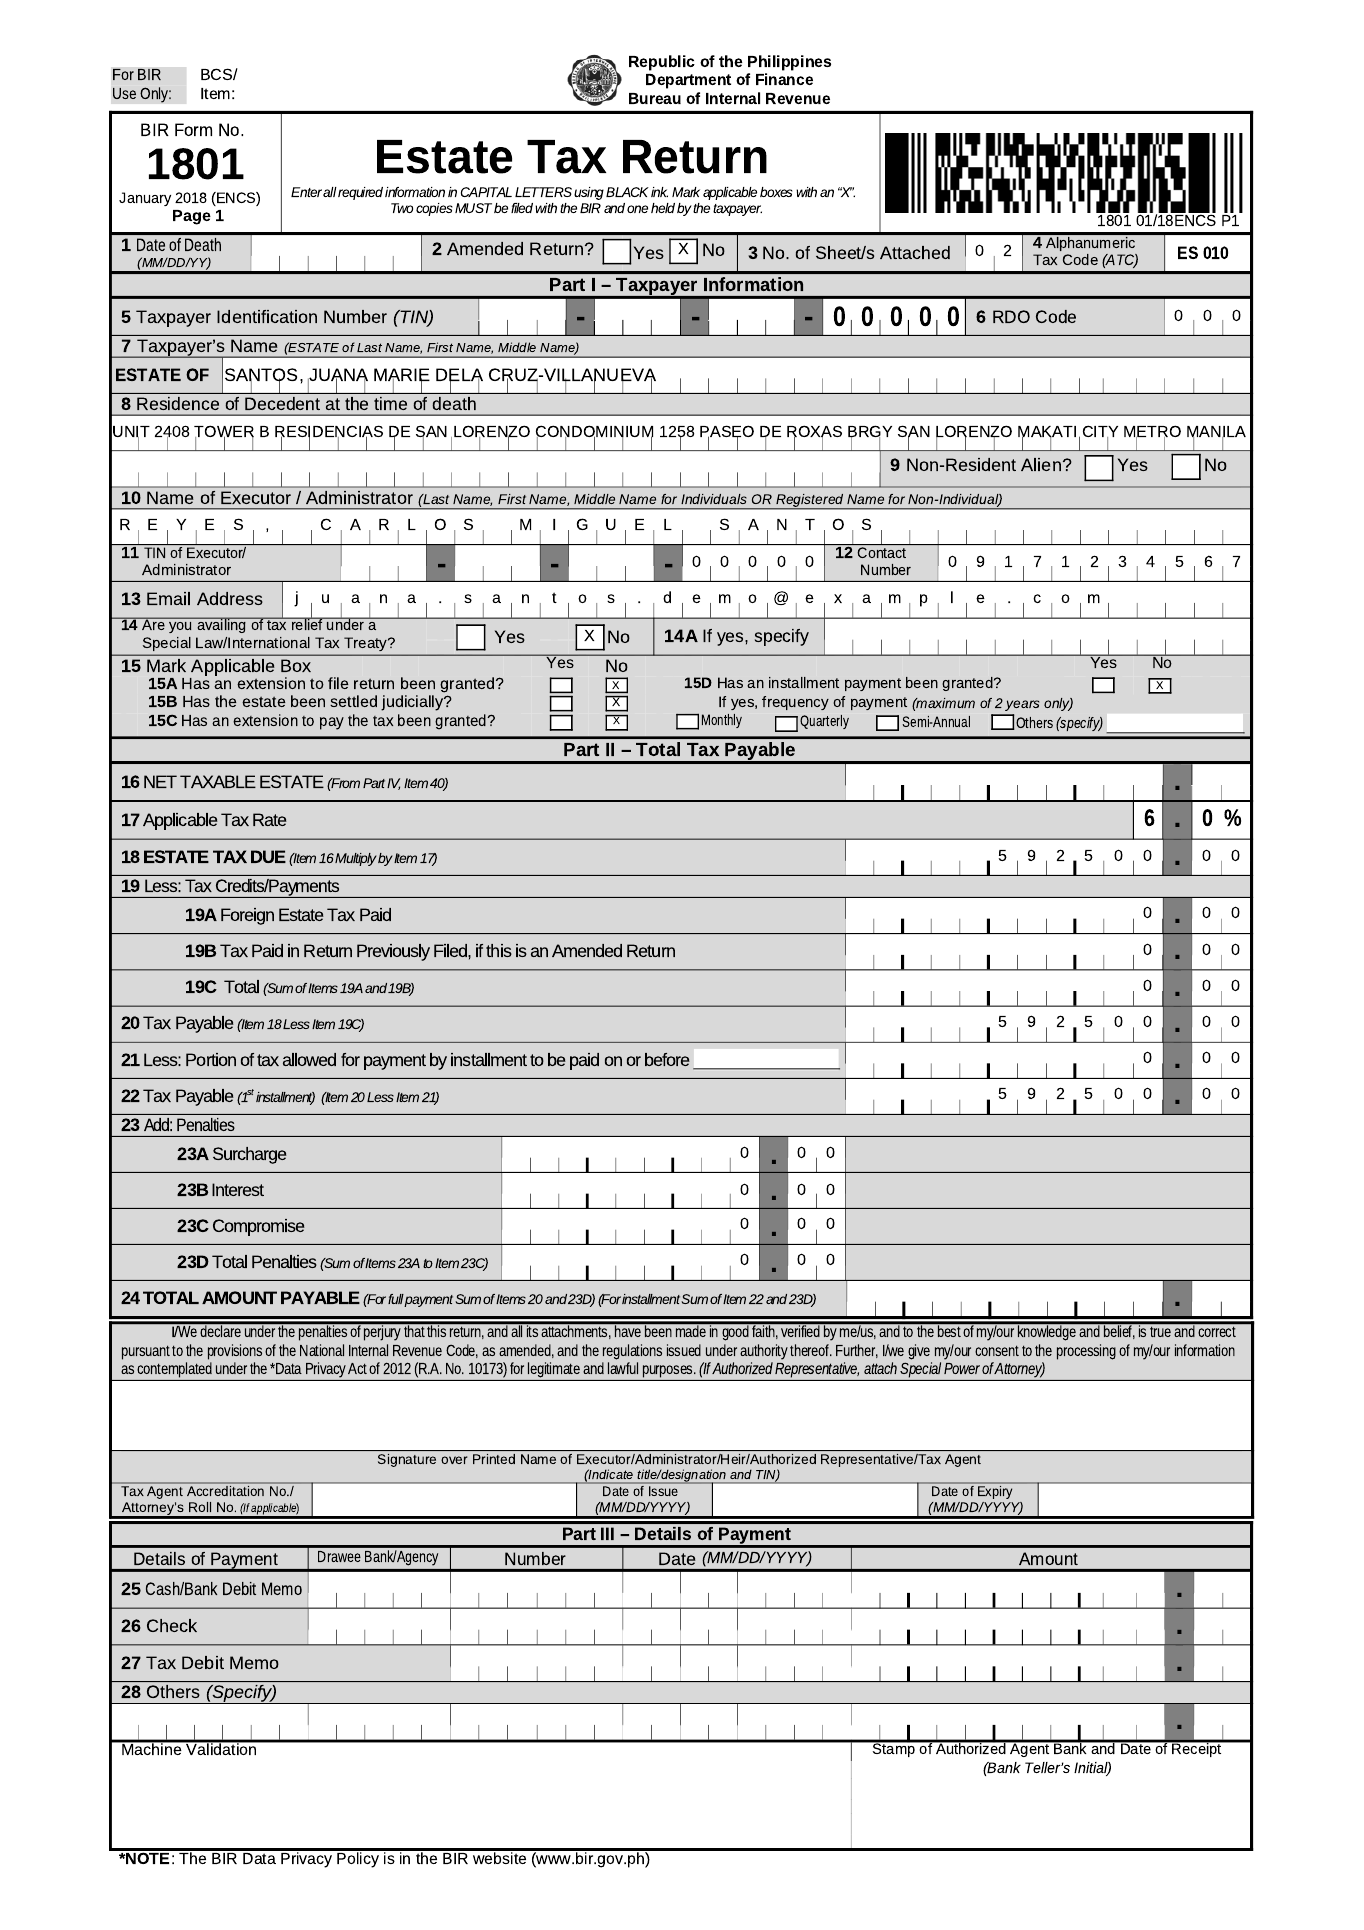 Republic of the Philippines
For BIR BCS/ Department of Finance
Use Only: Item: Bureau of Internal Revenue
BIR Form No.
1801
January 2018 (ENCS)
Page 1
Estate Tax Return
Enter all required information in CAPITAL LETTERS using BLACK ink. Mark applicable boxes with an “X”.
Two copies MUST be filed with the BIR and one held by the taxpayer.
1801 01/18ENCS P1
1 Date of Death (MM/DD/YY) 2 Amended Return? Yes X No 3 No. of Sheet/s Attached 0 2 4 Alphanumeric Tax Code (ATC) ES 010
Part I – Taxpayer Information
5 Taxpayer Identification Number (TIN) - - - 0 0 0 0 0 6 RDO Code 0 0 0
7 Taxpayer’s Name (ESTATE of Last Name, First Name, Middle Name)
ESTATE OF SANTOS, JUANA MARIE DELA CRUZ-VILLANUEVA
8 Residence of Decedent at the time of death
UNIT 2408 TOWER B RESIDENCIAS DE SAN LORENZO CONDOMINIUM 1258 PASEO DE ROXAS BRGY SAN LORENZO MAKATI CITY METRO MANILA
9 Non-Resident Alien? Yes No
10 Name of Executor / Administrator (Last Name, First Name, Middle Name for Individuals OR Registered Name for Non-Individual)
R E Y E S , C A R L O S M I G U E L S A N T O S
11 TIN of Executor/ Administrator - - - 0 0 0 0 0 12 Contact Number 0 9 1 7 1 2 3 4 5 6 7
13 Email Address j u a n a . s a n t o s . d e m o @ e x a m p l e . c o m
14 Are you availing of tax relief under a Special Law/International Tax Treaty? Yes X No 14A If yes, specify
15 Mark Applicable Box Yes No Yes No
15A Has an extension to file return been granted? X 15D Has an installment payment been granted? X
15B Has the estate been settled judicially? X If yes, frequency of payment (maximum of 2 years only)
15C Has an extension to pay the tax been granted? X Monthly Quarterly Semi-Annual Others (specify)
Part II – Total Tax Payable
16 NET TAXABLE ESTATE (From Part IV, Item 40) .
17 Applicable Tax Rate 6 . 0 %
18 ESTATE TAX DUE (Item 16 Multiply by Item 17) 5 9 2 5 0 0 . 0 0
19 Less: Tax Credits/Payments
19A Foreign Estate Tax Paid 0 . 0 0
19B Tax Paid in Return Previously Filed, if this is an Amended Return 0 . 0 0
19C Total (Sum of Items 19A and 19B) 0 . 0 0
20 Tax Payable (Item 18 Less Item 19C) 5 9 2 5 0 0 . 0 0
21 Less: Portion of tax allowed for payment by installment to be paid on or before 0 . 0 0
22 Tax Payable (1st installment) (Item 20 Less Item 21) 5 9 2 5 0 0 . 0 0
23 Add: Penalties
23A Surcharge 0 . 0 0
23B Interest 0 . 0 0
23C Compromise 0 . 0 0
23D Total Penalties (Sum of Items 23A to Item 23C) 0 . 0 0
24 TOTAL AMOUNT PAYABLE (For full payment Sum of Items 20 and 23D) (For installment Sum of Item 22 and 23D) .
I/We declare under the penalties of perjury that this return, and all its attachments, have been made in good faith, verified by me/us, and to the best of my/our knowledge and belief, is true and correct
pursuant to the provisions of the National Internal Revenue Code, as amended, and the regulations issued under authority thereof. Further, I/we give my/our consent to the processing of my/our information
as contemplated under the *Data Privacy Act of 2012 (R.A. No. 10173) for legitimate and lawful purposes. (If Authorized Representative, attach Special Power of Attorney)
Signature over Printed Name of Executor/Administrator/Heir/Authorized Representative/Tax Agent
(Indicate title/designation and TIN)
Tax Agent Accreditation No./ Date of Issue Date of Expiry
Attorney’s Roll No. (If applicable) (MM/DD/YYYY) (MM/DD/YYYY)
Part III – Details of Payment
Details of Payment Drawee Bank/Agency Number Date (MM/DD/YYYY) Amount
25 Cash/Bank Debit Memo .
26 Check .
27 Tax Debit Memo .
28 Others (Specify)
.
Machine Validation Stamp of Authorized Agent Bank and Date of Receipt
(Bank Teller’s Initial)
*NOTE: The BIR Data Privacy Policy is in the BIR website (www.bir.gov.ph)